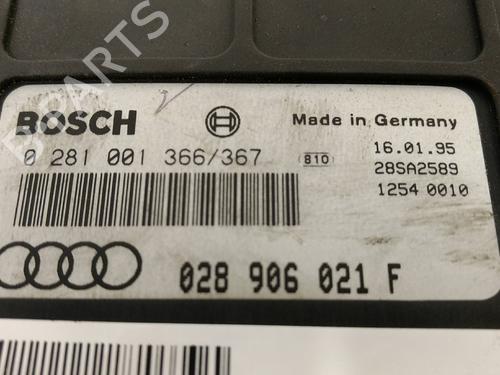 B-PARTS
BOSCH
Made in Germany
0 281 001 366/367
810
16.01.95
28SA2589
1254 0010
028 906 021 F